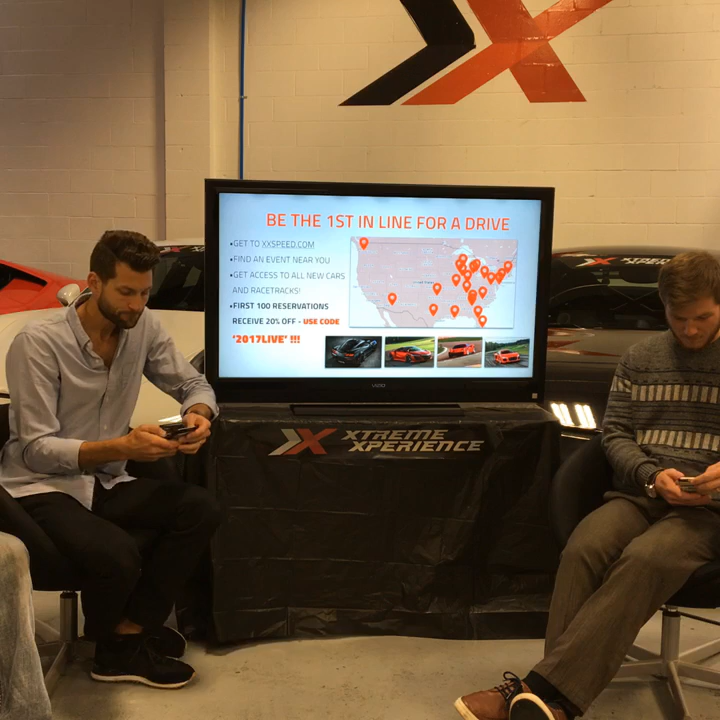 BE THE 1ST IN LINE FOR A DRIVE
•GET TO XXSPEED.COM
•FIND AN EVENT NEAR YOU
•GET ACCESS TO ALL NEW CARS
AND RACETRACKS!
•FIRST 100 RESERVATIONS
RECEIVE 20% OFF - USE CODE
'2017LIVE' !!!
VIZIO
XTREME
XPERIENCE